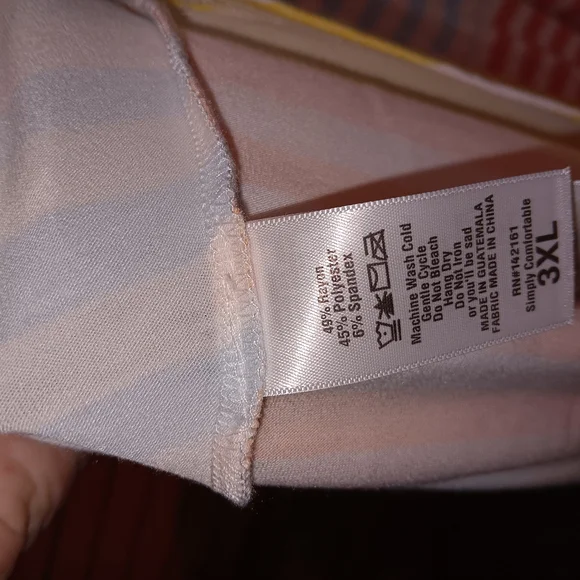 49% Rayon
45% Polyester
6% Spandex
Machine Wash Cold
Gentle Cycle
Do Not Bleach
Hang Dry
Do Not Iron
or you'll be sad
MADE IN GUATEMALA
FABRIC MADE IN CHINA
RN#142161
Simply Comfortable
3XL